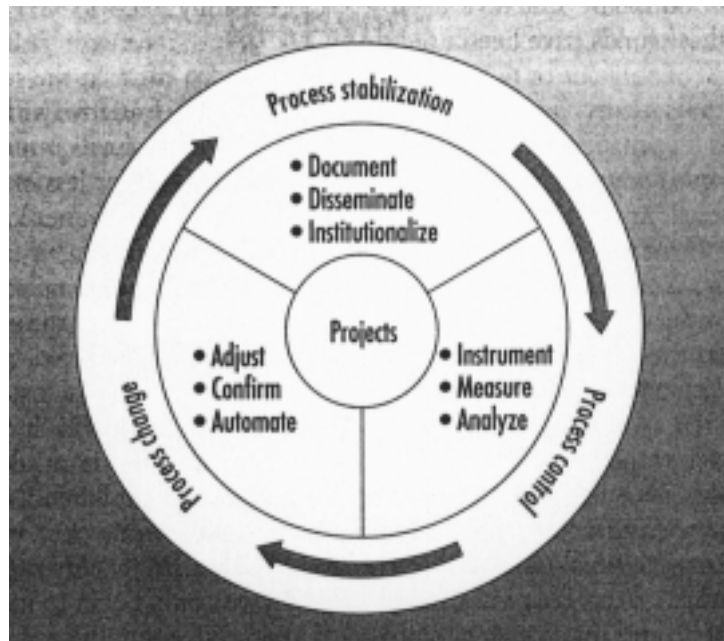 Process stabilization
• Document
• Disseminate
• Institutionalize
Projects
• Adjust
• Confirm
• Automate
• Instrument
• Measure
• Analyze
Process change
Process control